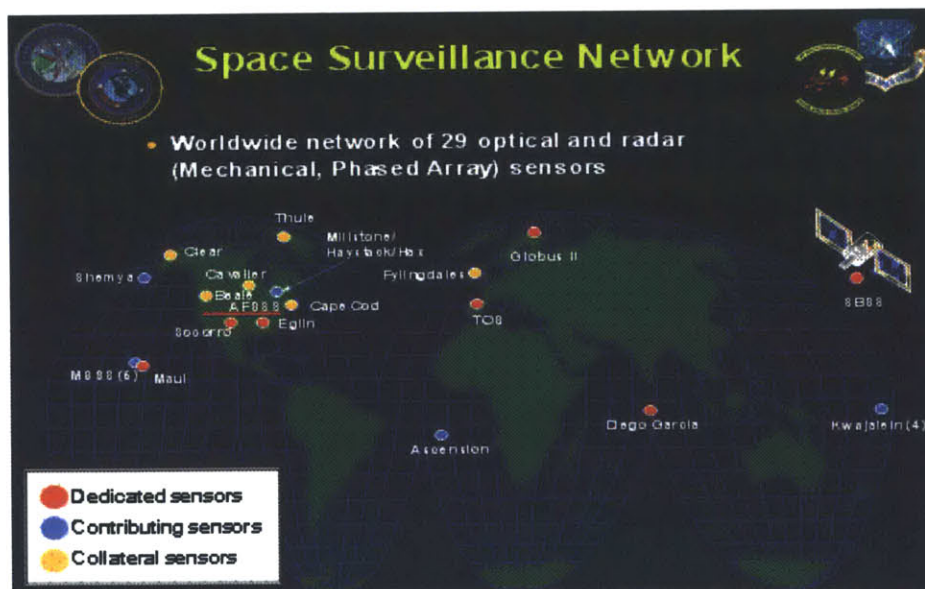 Space Surveillance Network
• Worldwide network of 29 optical and radar
(Mechanical, Phased Array) sensors
Thule
Millstone/
Haystack/Hax
Clear
Globus II
Shemya
Cavalier
Fylingdales
Beale
AFSSS
Cape Cod
TOS
SBSS
Socorro
Eglin
MSSS (6)
Maui
Ascension
Diego Garcia
Kwajalein (4)
Dedicated sensors
Contributing sensors
Collateral sensors